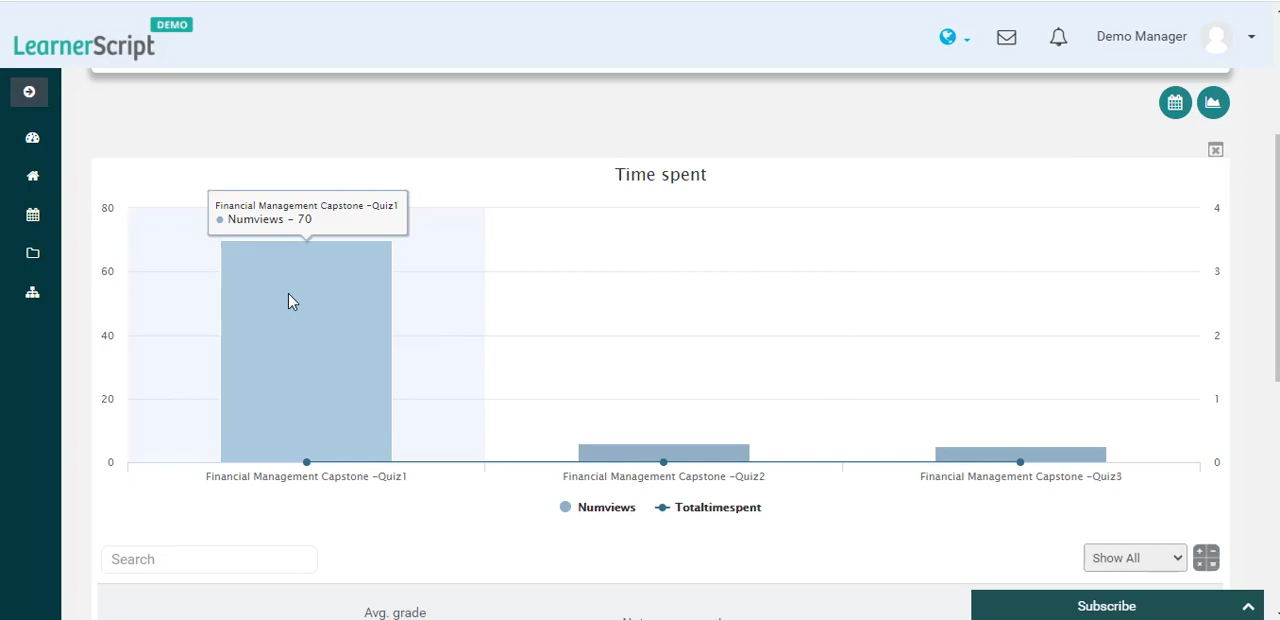 LearnerScript DEMO
Demo Manager
Time spent
Financial Management Capstone -Quiz1
Numviews - 70
80
60
40
20
0
4
3
2
1
0
Financial Management Capstone -Quiz1
Financial Management Capstone -Quiz2
Financial Management Capstone -Quiz3
Numviews
Totaltimespent
Search
Show All
Avg. grade
Subscribe